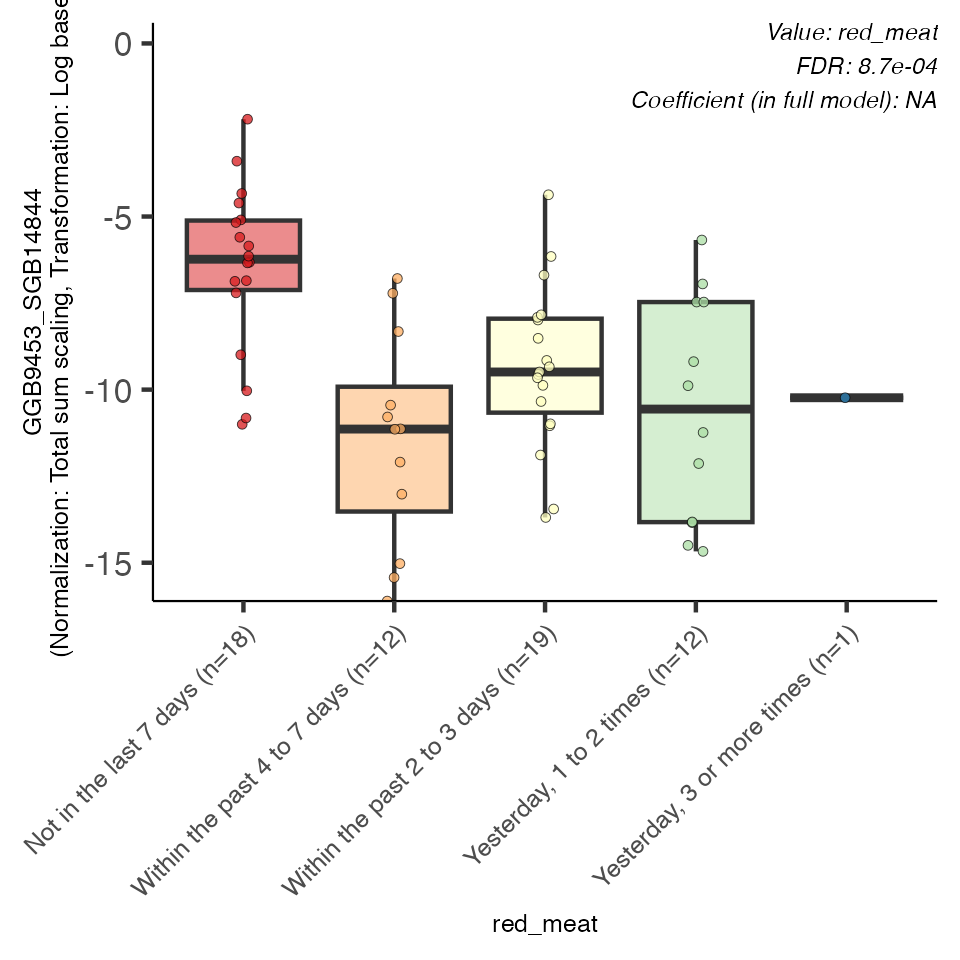 Value: red_meat
FDR: 8.7e-04
Coefficient (in full model): NA
GGB9453_SGB14844
(Normalization: Total sum scaling, Transformation: Log base
0
-5
-10
-15
Not in the last 7 days (n=18)
Within the past 4 to 7 days (n=12)
Within the past 2 to 3 days (n=19)
Yesterday, 1 to 2 times (n=12)
Yesterday, 3 or more times (n=1)
red_meat